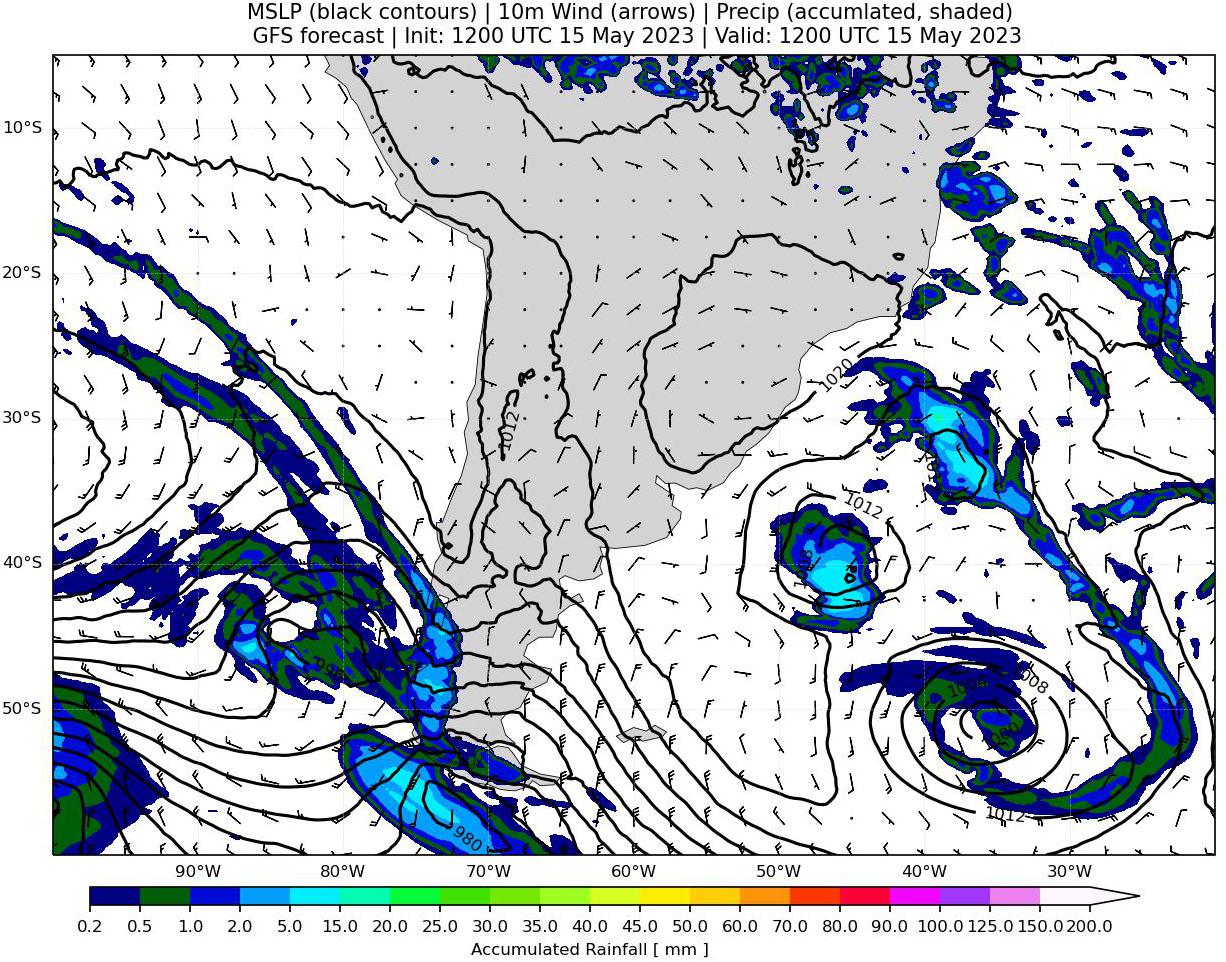 MSLP (black contours) | 10m Wind (arrows) | Precip (accumlated, shaded)
GFS forecast | Init: 1200 UTC 15 May 2023 | Valid: 1200 UTC 15 May 2023
10°S
20°S
1020
30°S
1012
1012
40°S
996
1008
1004
50°S
1012
980
90°W 80°W 70°W 60°W 50°W 40°W 30°W
0.2 0.5 1.0 2.0 5.0 10.0 15.0 20.0 25.0 30.0 35.0 40.0 45.0 50.0 60.0 70.0 80.0 90.0 100.0 125.0 150.0 200.0
Accumulated Rainfall [ mm ]